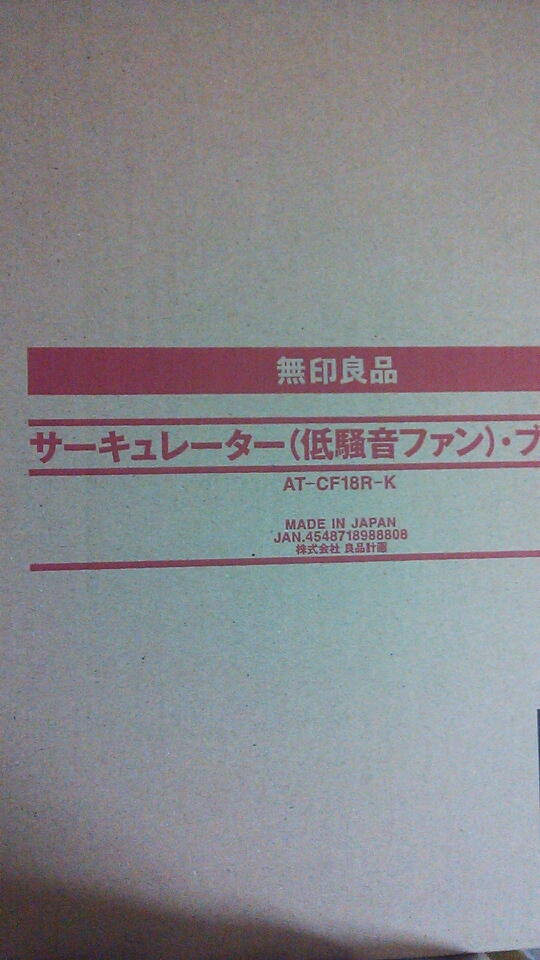 無印良品
サーキュレーター(低騒音ファン)・ブ
AT-CF18R-K
MADE IN JAPAN
JAN.4548718988808
株式会社 良品計画